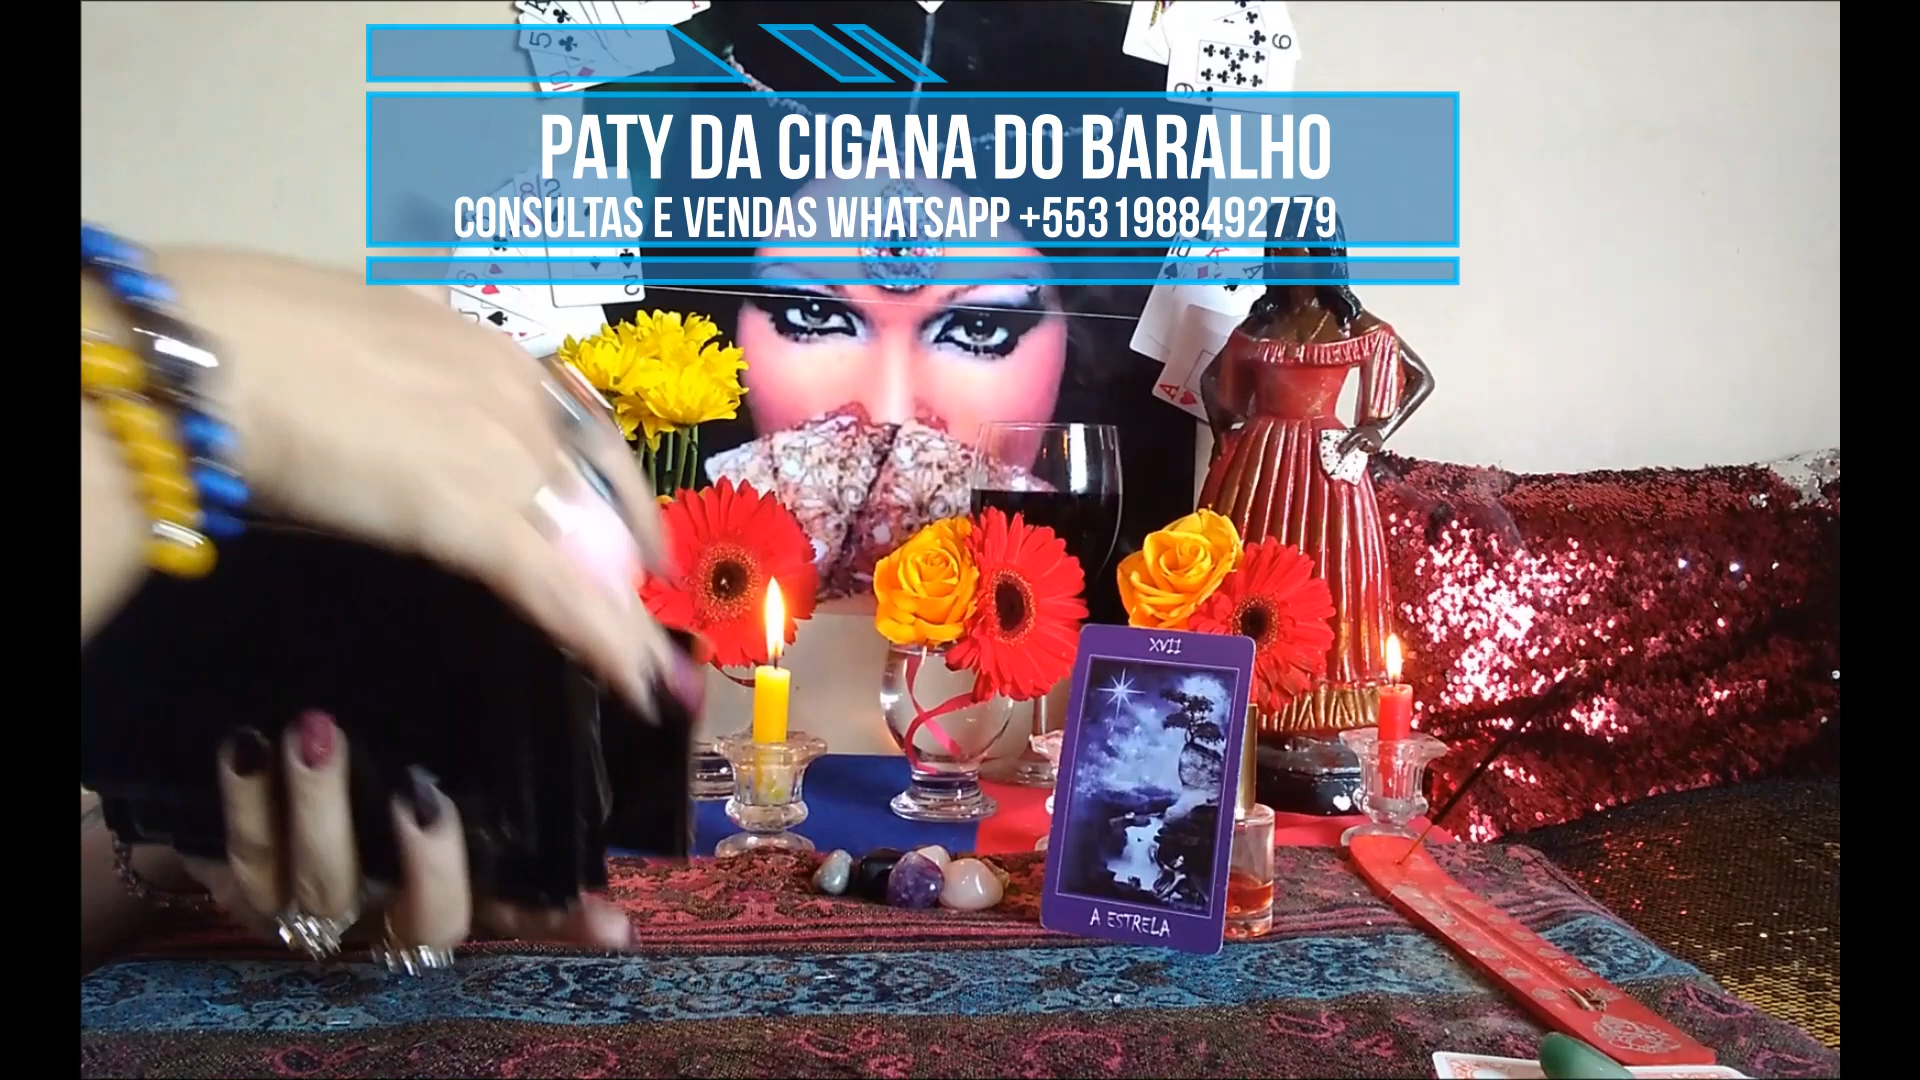 PATY DA CIGANA DO BARALHO
CONSULTAS E VENDAS WHATSAPP +5531988492779
XVII
A ESTRELA